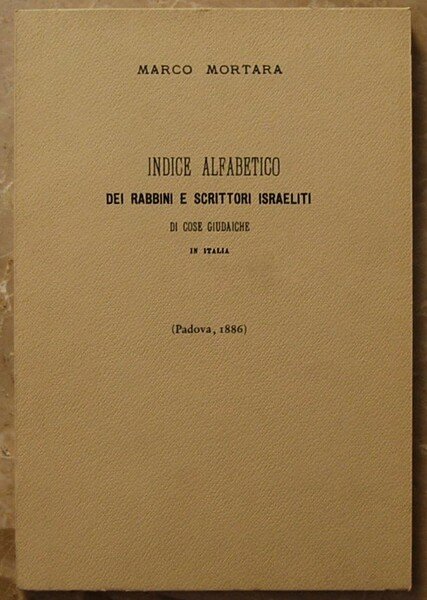 MARCO MORTARA
INDICE ALFABETICO
DEI RABBINI E SCRITTORI ISRAELITI
DI COSE GIUDAICHE
IN ITALIA
(Padova, 1886)